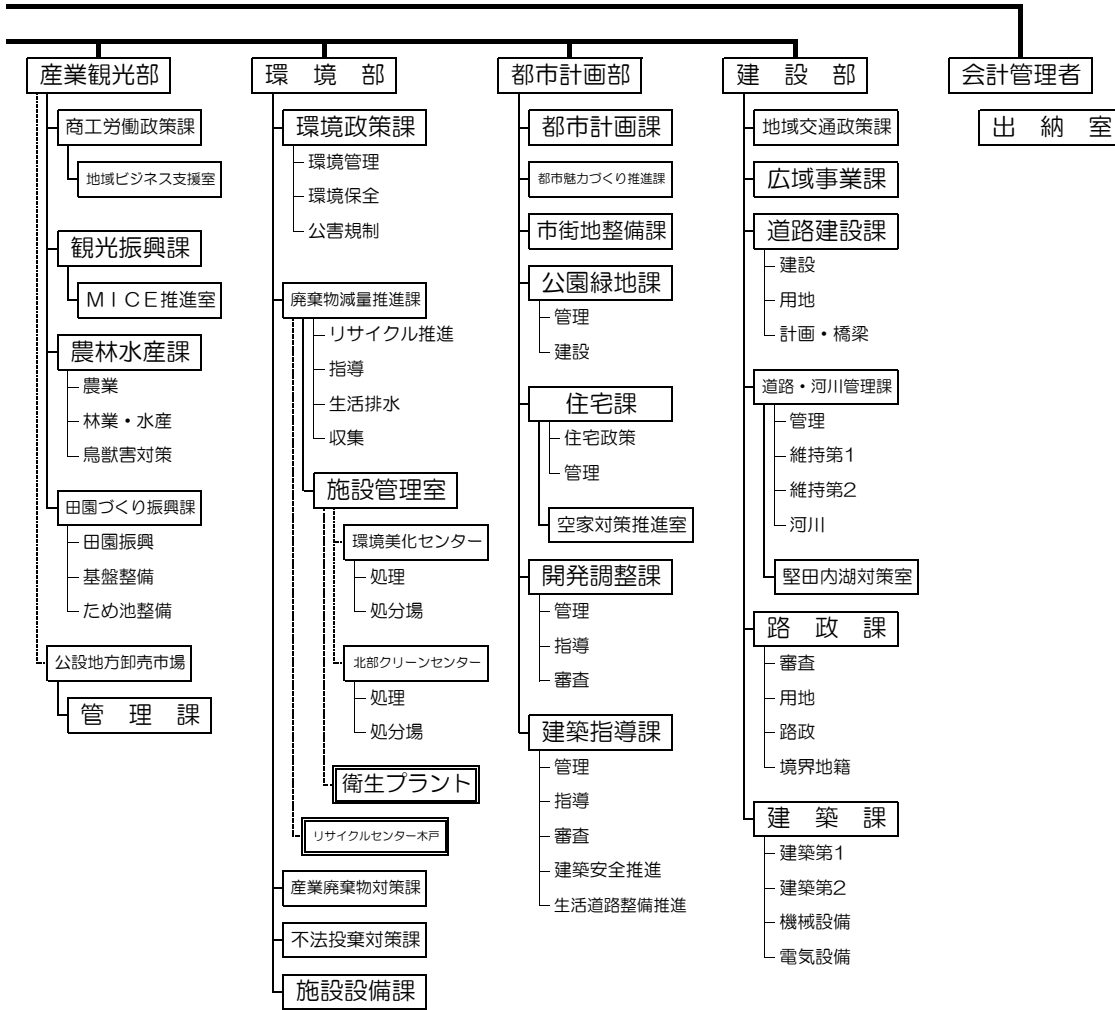 産業観光部
商工労働政策課
地域ビジネス支援室
観光振興課
ＭＩＣＥ推進室
農林水産課
農業
林業・水産
鳥獣害対策
田園づくり振興課
田園振興
基盤整備
ため池整備
公設地方卸売市場
管　理　課
環　境　部
環境政策課
環境管理
環境保全
公害規制
廃棄物減量推進課
リサイクル推進
指導
生活排水
収集
施設管理室
環境美化センター
処理
処分場
北部クリーンセンター
処理
処分場
衛生プラント
リサイクルセンター木戸
産業廃棄物対策課
不法投棄対策課
施設設備課
都市計画部
都市計画課
都市魅力づくり推進課
市街地整備課
公園緑地課
管理
建設
住宅課
住宅政策
管理
空家対策推進室
開発調整課
管理
指導
審査
建築指導課
管理
指導
審査
建築安全推進
生活道路整備推進
建　設　部
地域交通政策課
広域事業課
道路建設課
建設
用地
計画・橋梁
道路・河川管理課
管理
維持第1
維持第2
河川
堅田内湖対策室
路　政　課
審査
用地
路政
境界地籍
建　築　課
建築第1
建築第2
機械設備
電気設備
会計管理者
出　納　室